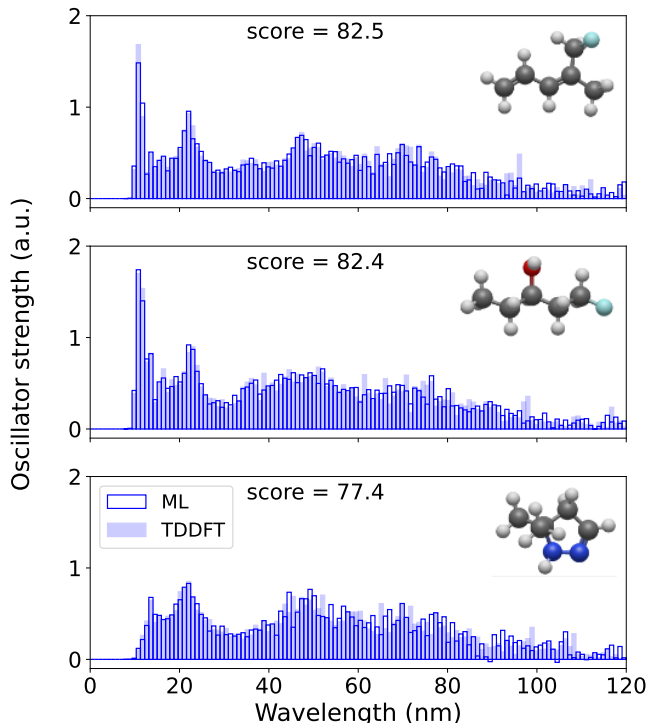 2
score = 82.5
1
0
2
score = 82.4
1
0
Oscillator strength (a.u.)
2
score = 77.4
ML
TDDFT
1
0
0 20 40 60 80 100 120
Wavelength (nm)